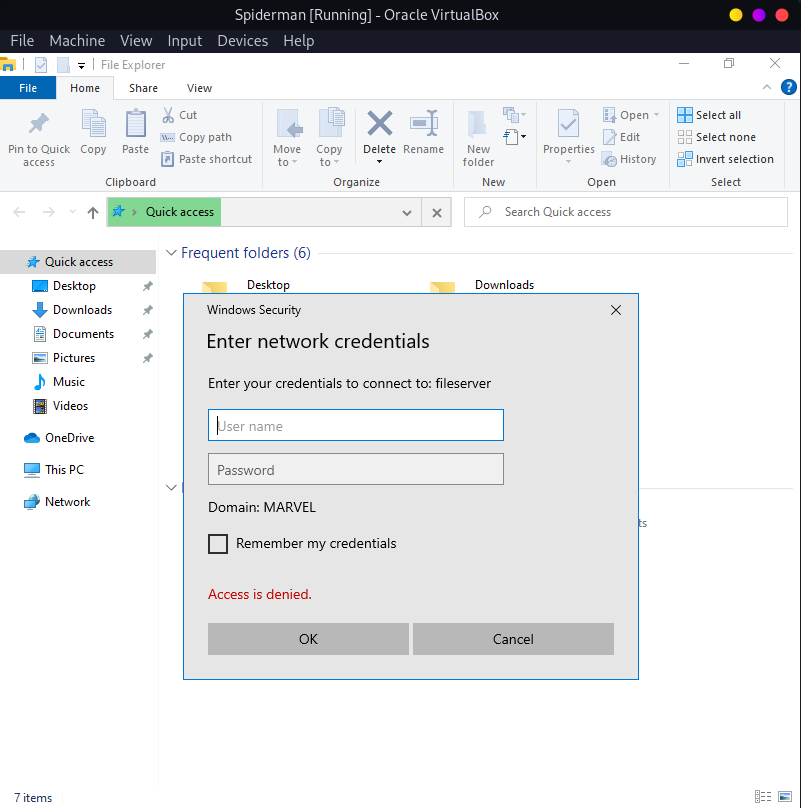 Spiderman [Running] - Oracle VirtualBox
File Machine View Input Devices Help
File Explorer
File Home Share View
Pin to Quick access
Copy
Paste
Cut
Copy path
Paste shortcut
Move to
Copy to
Delete
Rename
New folder
Properties
Open
Edit
History
Select all
Select none
Invert selection
Clipboard Organize New Open Select
Quick access
Search Quick access
Quick access
Desktop
Downloads
Documents
Pictures
Music
Videos
OneDrive
This PC
Network
Frequent folders (6)
Desktop Downloads
Windows Security
Enter network credentials
Enter your credentials to connect to: fileserver
User name
Password
Domain: MARVEL
Remember my credentials
Access is denied.
OK Cancel
7 items